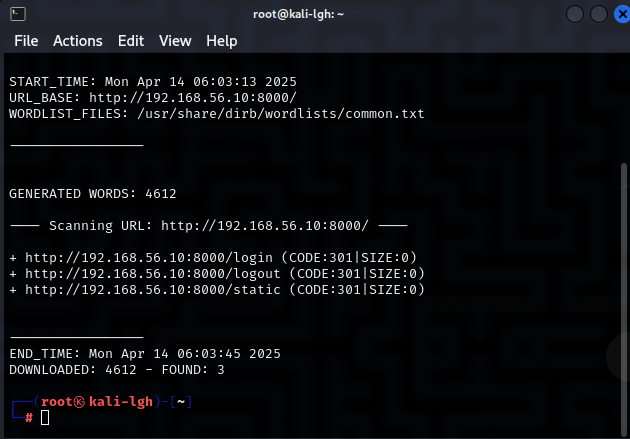 root@kali-lgh: ~
File Actions Edit View Help
START_TIME: Mon Apr 14 06:03:13 2025
URL_BASE: http://192.168.56.10:8000/
WORDLIST_FILES: /usr/share/dirb/wordlists/common.txt
-----------------
GENERATED WORDS: 4612
---- Scanning URL: http://192.168.56.10:8000/ ----
+ http://192.168.56.10:8000/login (CODE:301|SIZE:0)
+ http://192.168.56.10:8000/logout (CODE:301|SIZE:0)
+ http://192.168.56.10:8000/static (CODE:301|SIZE:0)
-----------------
END_TIME: Mon Apr 14 06:03:45 2025
DOWNLOADED: 4612 - FOUND: 3
┌──(root㉿kali-lgh)-[~]
└─#